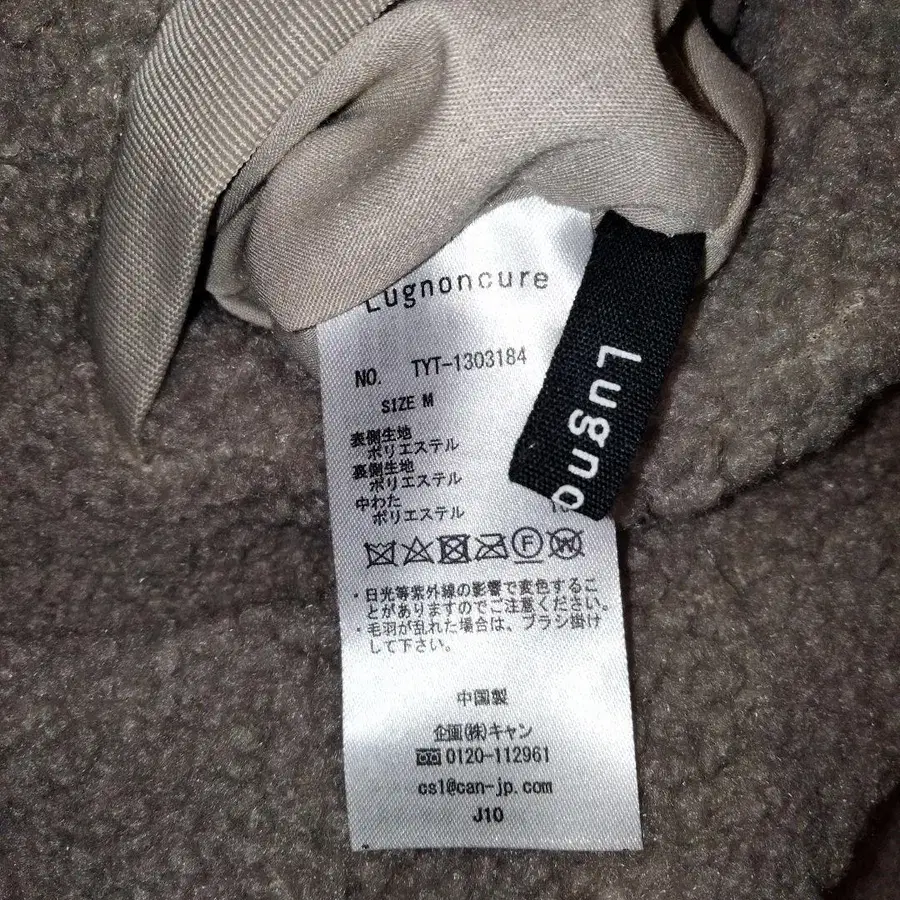 Lugnoncure
NO. TYT-1303184
SIZE M
表側生地
ポリエステル
裏側生地
ポリエステル
中わた
ポリエステル
F
W
・日光等紫外線の影響で変色するこ
とがありますのでご注意ください。
・毛羽が乱れた場合は、ブラシ掛け
して下さい。
中国製
企画(株)キャン
0120-112961
cs1@can-jp.com
J10
Lugno